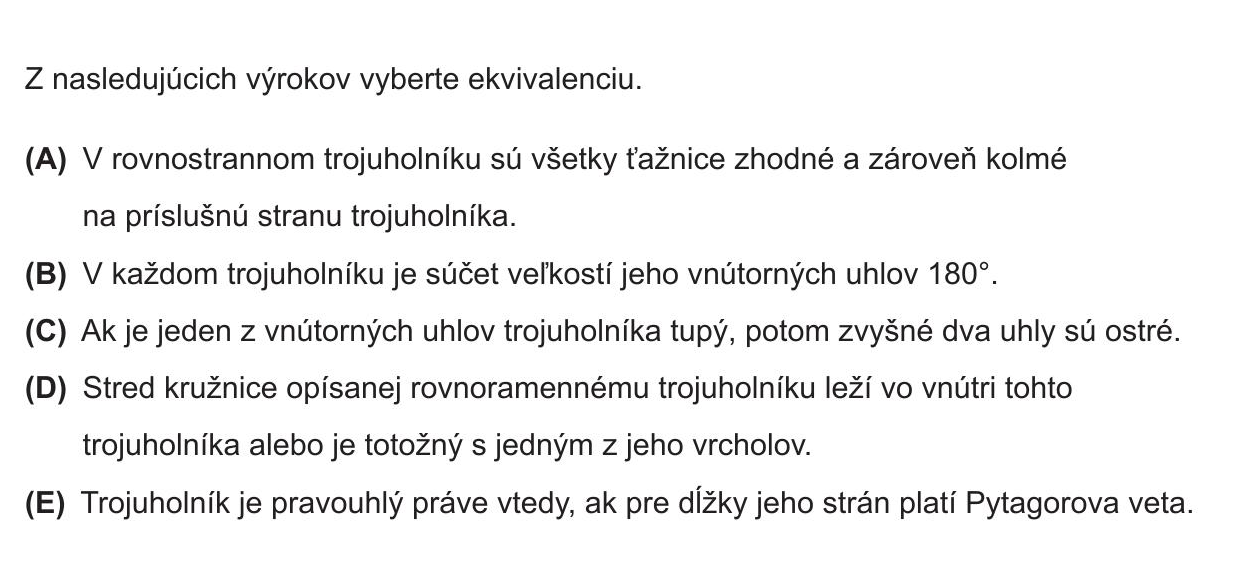 Z nasledujúcich výrokov vyberte ekvivalenciu.
(A) V rovnostrannom trojuholníku sú všetky ťažnice zhodné a zároveň kolmé
na príslušnú stranu trojuholníka.
(B) V každom trojuholníku je súčet veľkostí jeho vnútorných uhlov 180°.
(C) Ak je jeden z vnútorných uhlov trojuholníka tupý, potom zvyšné dva uhly sú ostré.
(D) Stred kružnice opísanej rovnoramennému trojuholníku leží vo vnútri tohto
trojuholníka alebo je totožný s jedným z jeho vrcholov.
(E) Trojuholník je pravouhlý práve vtedy, ak pre dĺžky jeho strán platí Pytagorova veta.